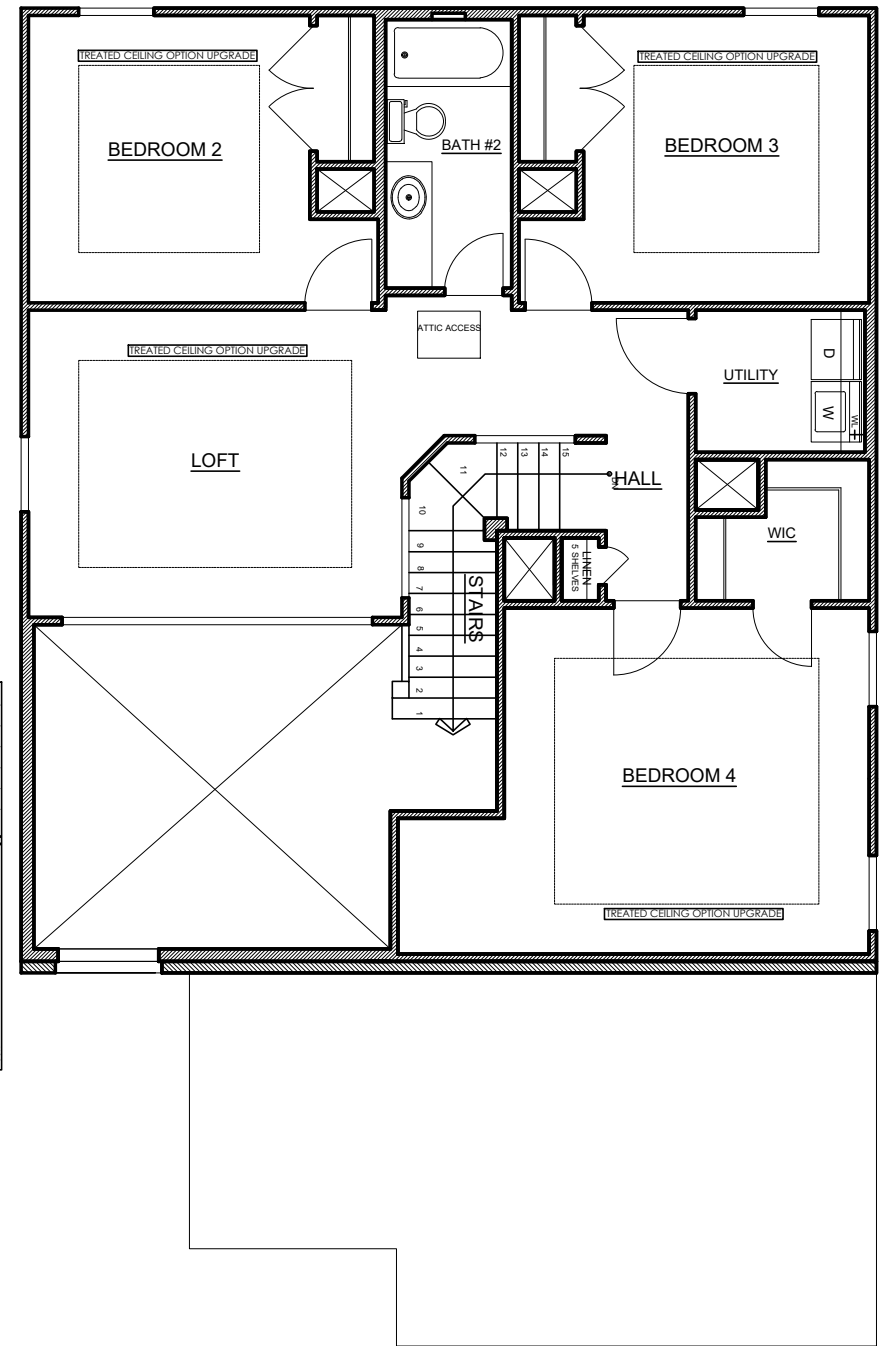 TREATED CEILING OPTION UPGRADE
BEDROOM 2
BATH #2
TREATED CEILING OPTION UPGRADE
BEDROOM 3
ATTIC ACCESS
TREATED CEILING OPTION UPGRADE
LOFT
UTILITY
D
W
WL
15
14
13
12
11
10
9
8
7
6
5
4
3
2
1
STAIRS
HALL
DN
LINEN
5 SHELVES
WIC
BEDROOM 4
TREATED CEILING OPTION UPGRADE